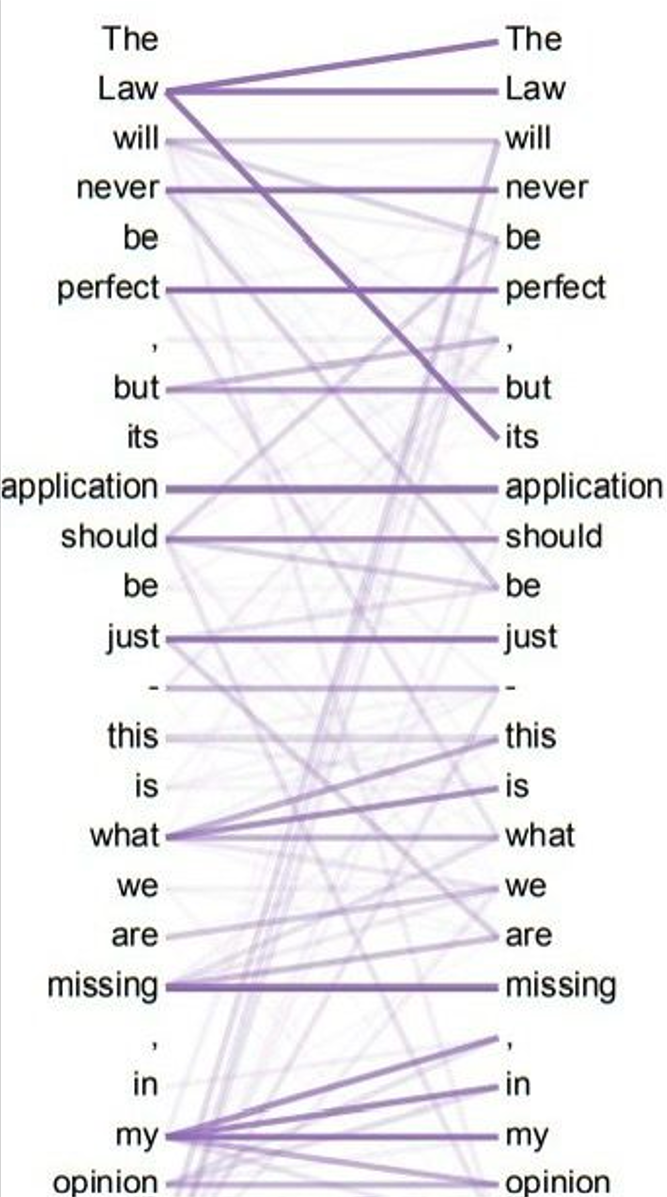 The The
Law Law
will will
never never
be be
perfect perfect
, ,
but but
its its
application application
should should
be be
just just
- -
this this
is is
what what
we we
are are
missing missing
, ,
in in
my my
opinion opinion